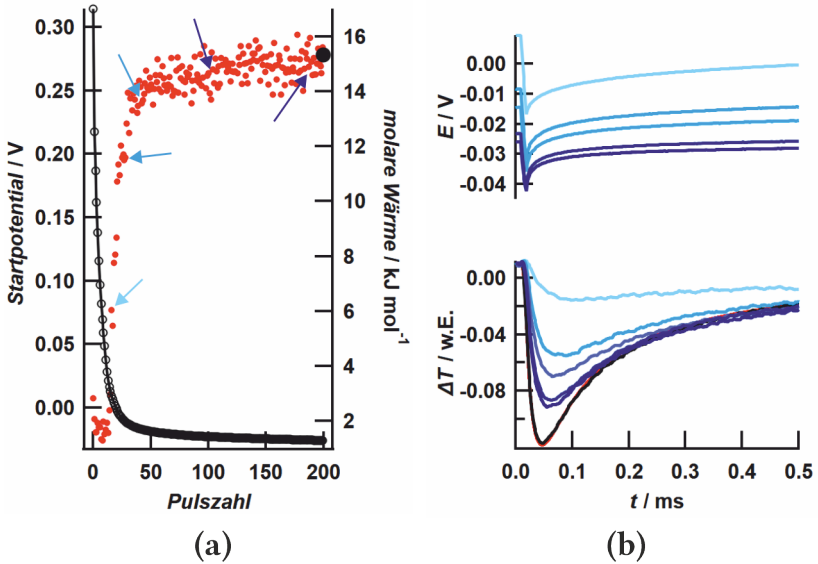 0.30
0.25
0.20
0.15
0.10
0.05
0.00
Startpotential / V
16
14
12
10
8
6
4
2
molare Wärme / kJ mol⁻¹
0 50 100 150 200
Pulszahl
(a)
0.00
-0.01
-0.02
-0.03
-0.04
E / V
0.00
-0.04
-0.08
ΔT / w.E.
0.0 0.1 0.2 0.3 0.4 0.5
t / ms
(b)